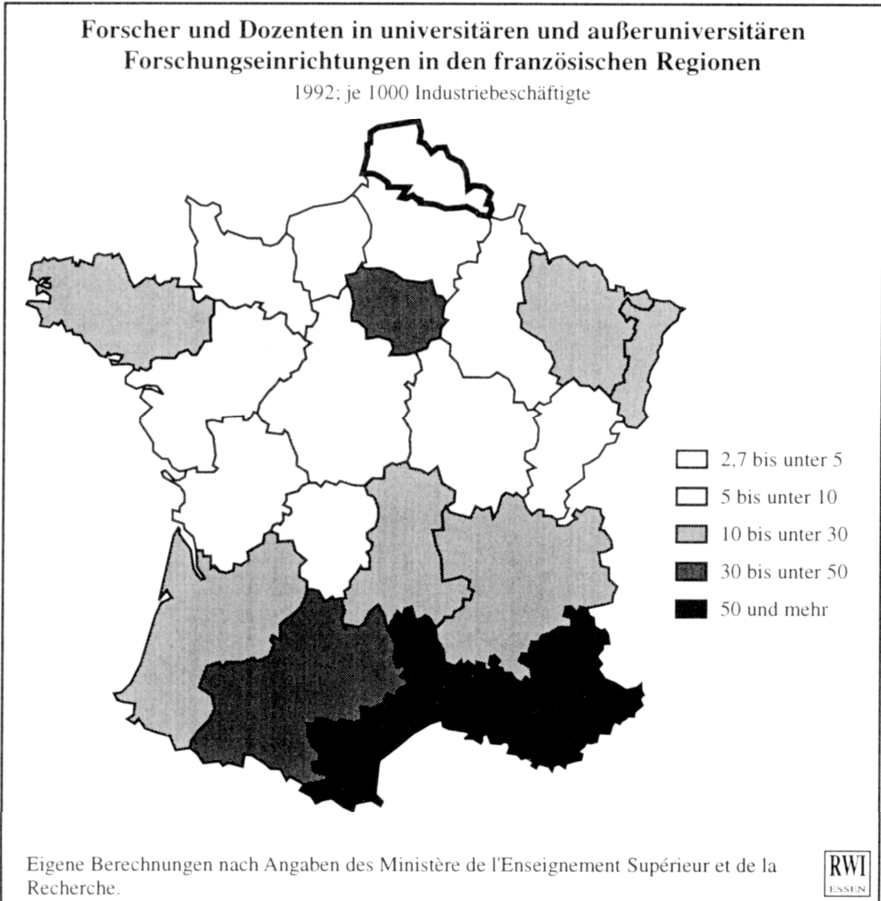 Forscher und Dozenten in universitären und außeruniversitären
Forschungseinrichtungen in den französischen Regionen
1992; je 1000 Industriebeschäftigte
2,7 bis unter 5
5 bis unter 10
10 bis unter 30
30 bis unter 50
50 und mehr
Eigene Berechnungen nach Angaben des Ministère de l'Enseignement Supérieur et de la
Recherche.
RWI
ESSEN